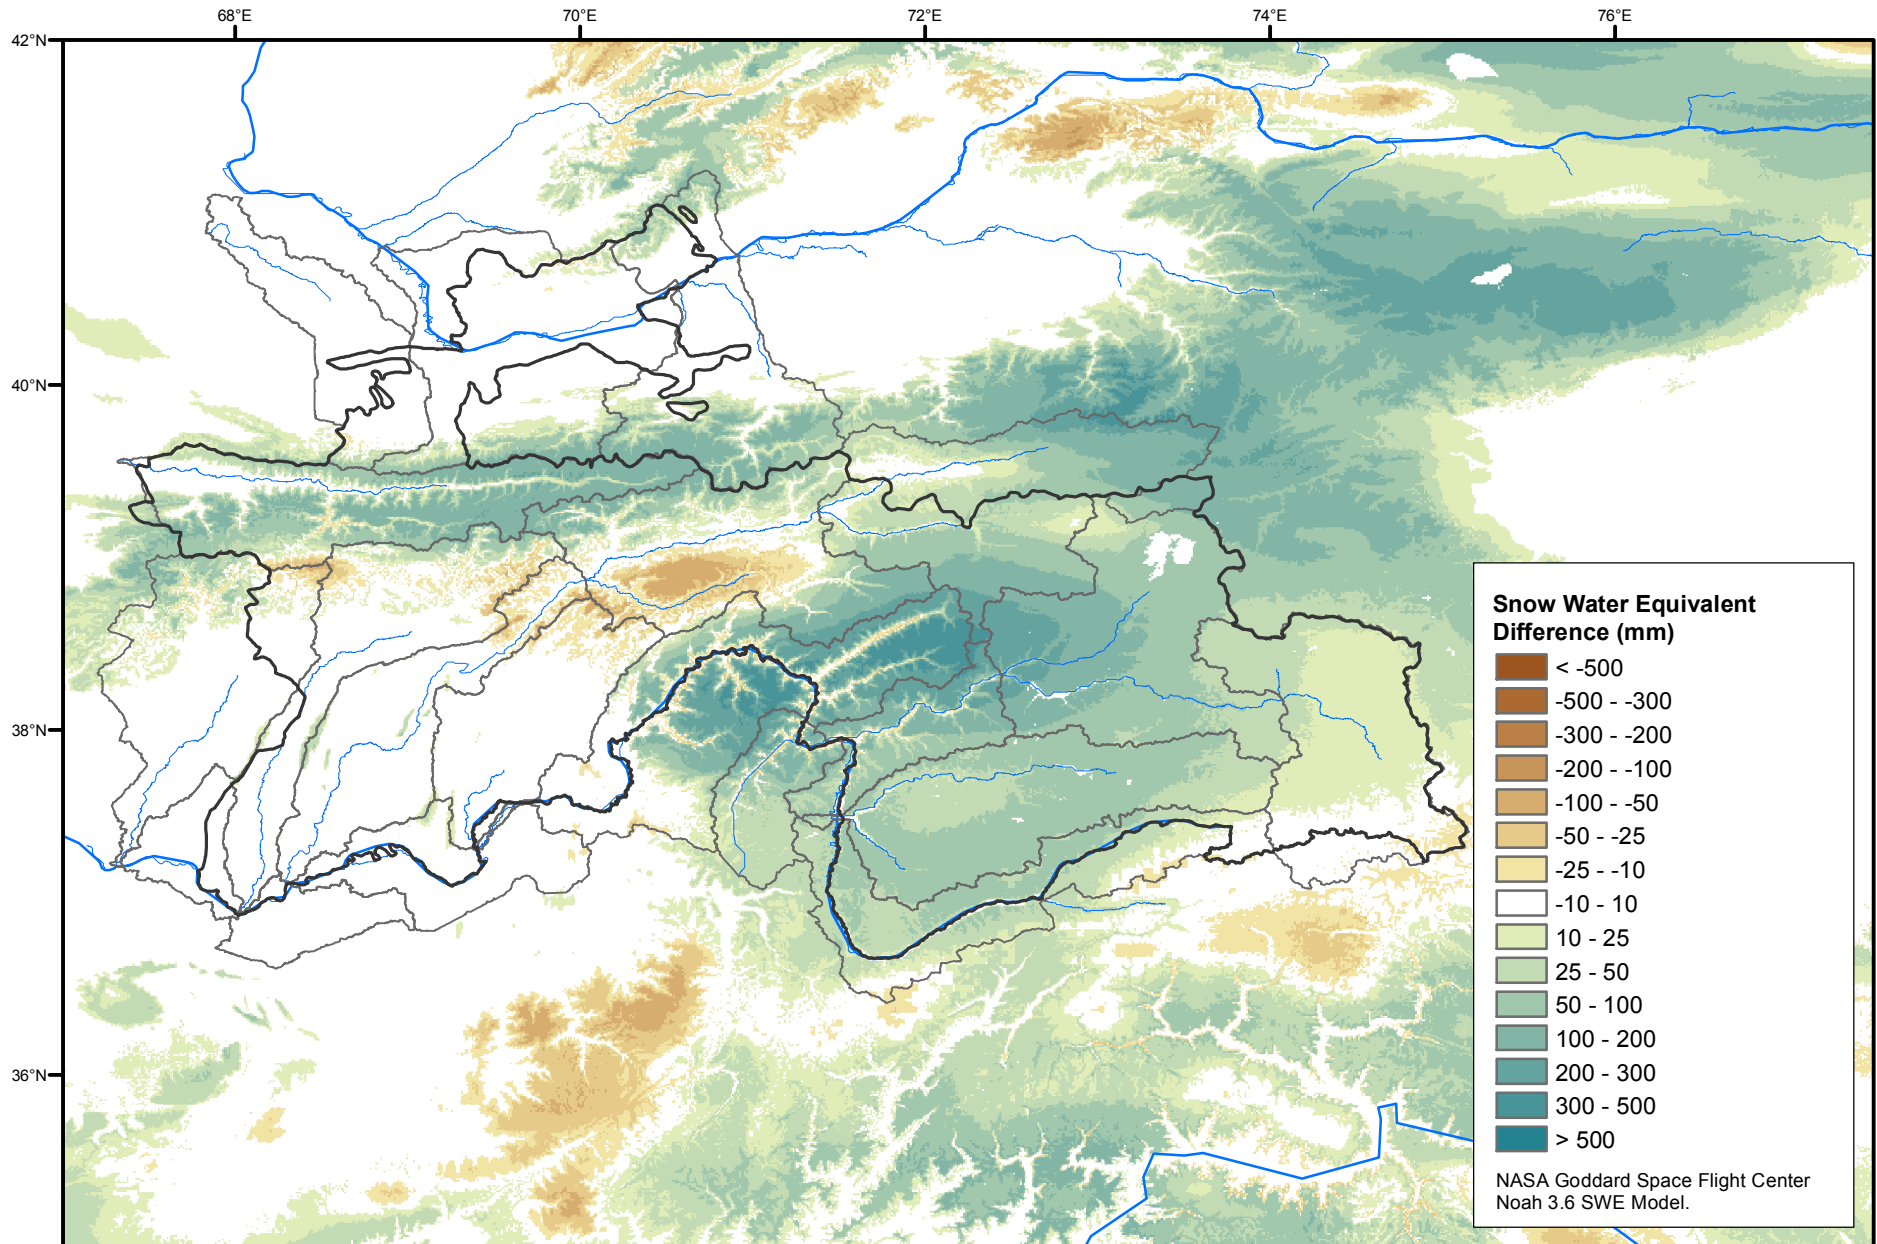 68°E 70°E 72°E 74°E 76°E
42°N
40°N
38°N
36°N
Snow Water Equivalent
Difference (mm)
< -500
-500 - -300
-300 - -200
-200 - -100
-100 - -50
-50 - -25
-25 - -10
-10 - 10
10 - 25
25 - 50
50 - 100
100 - 200
200 - 300
300 - 500
> 500
NASA Goddard Space Flight Center
Noah 3.6 SWE Model.